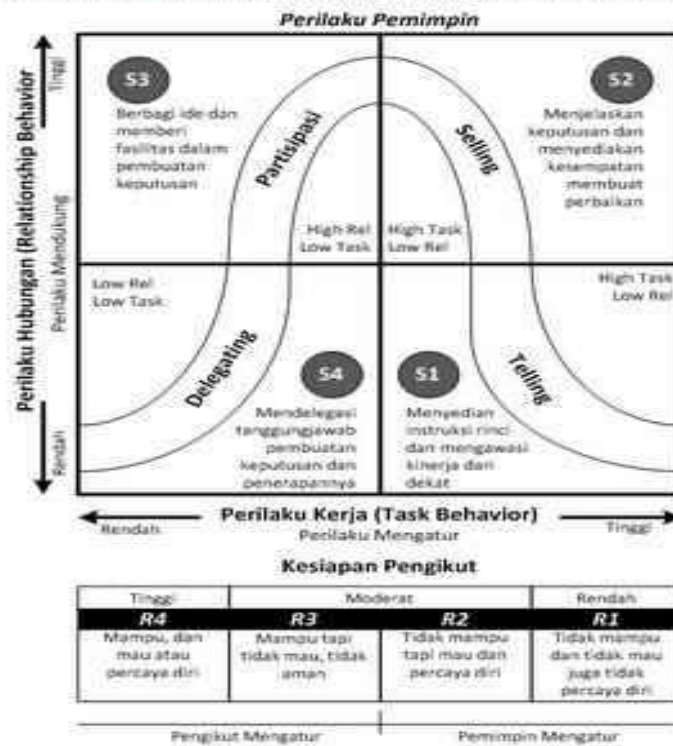 Perilaku Pemimpin
Tinggi
Perilaku Hubungan (Relationship Behavior
Perilaku Mendukung
Rendah
S3
Berbagi ide dan
memberi
fasilitas dalam
pembuatan
keputusan
Partisipasi
High Rel
Low Task
S2
Menjelaskan
keputusan dan
menyediakan
kesempatan
membuat
perbaikan
Selling
High Task
Low Rel
Low Rel
Low Task
Delegating
S4
Mendelegasi
tanggungjawab
pembuatan
keputusan dan
penerapannya
High Task
Low Rel
Telling
S1
Menyedian
instruksi rinci
dan mengawasi
kinerja dari
dekat
Rendah
Perilaku Kerja (Task Behavior)
Tinggi
Perilaku Mengatur
Kesiapan Pengikut
Tinggi
Moderat
Rendah
R4
R3
R2
R1
Mampu, dan
mau atau
percaya diri
Mampu tapi
tidak mau, tidak
aman
Tidak mampu
tapi mau dan
percaya diri
Tidak mampu
dan tidak mau
juga tidak
percaya diri
Pengikut Mengatur
Pemimpin Mengatur